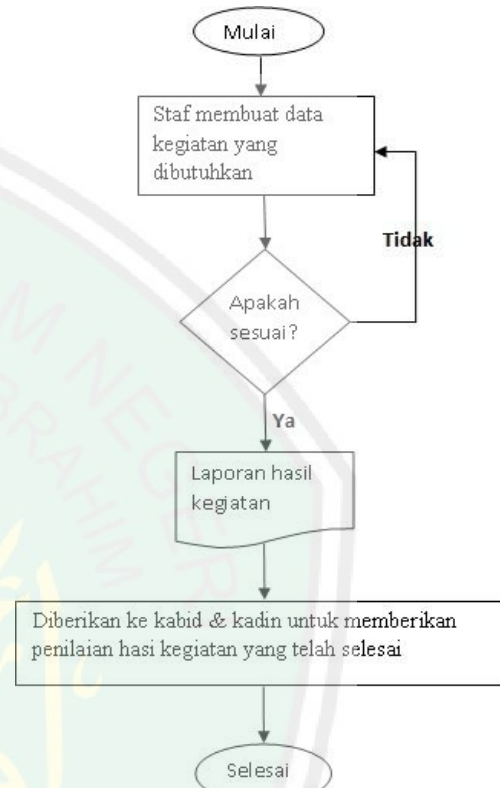 Mulai
Staf membuat data
kegiatan yang
dibutuhkan
Tidak
Apakah
sesuai?
Ya
Laporan hasil
kegiatan
Diberikan ke kabid & kadin untuk memberikan
penilaian hasi kegiatan yang telah selesai
Selesai